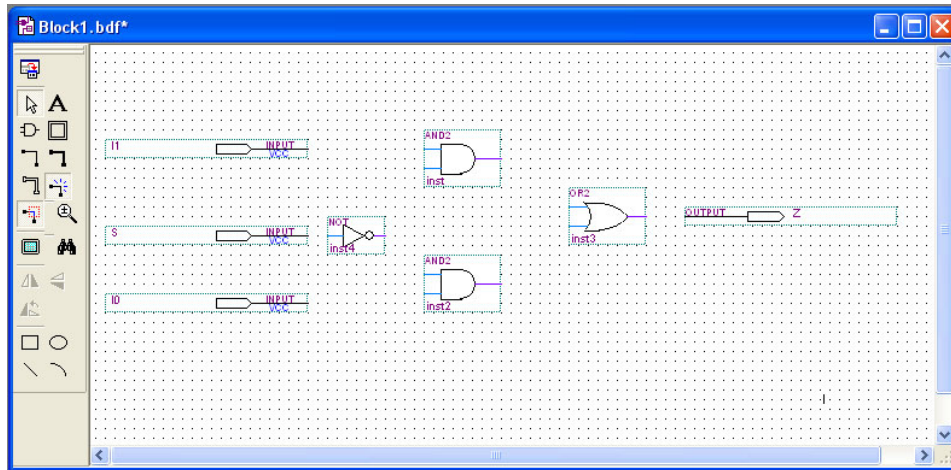 Block1.bdf*
A
I1
INPUT
VCC
AND2
inst
S
INPUT
VCC
NOT
inst4
OR2
inst3
OUTPUT
Z
AND2
inst2
I0
INPUT
VCC